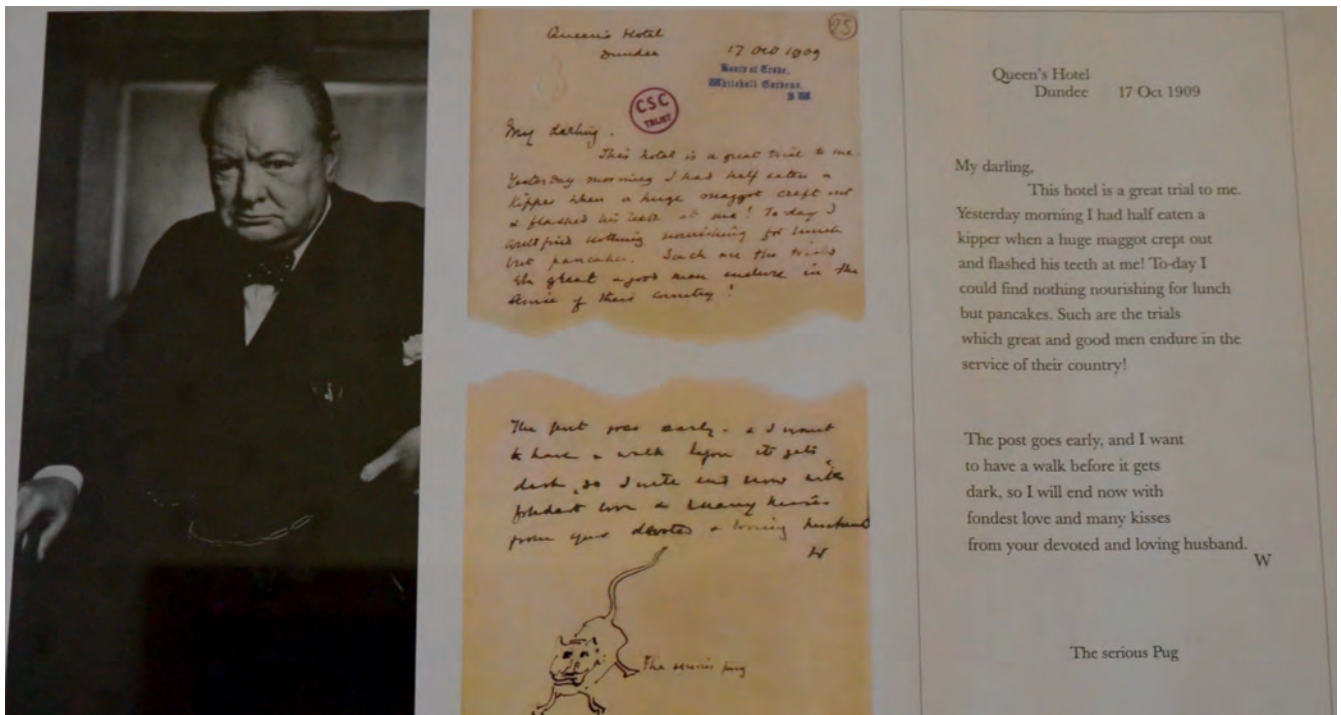 Queen's Hotel
Dundee
25
17 Oct 1909
Board of Trade,
Whitehall Gardens,
S.W.
CSC
TRUST
My darling.
This hotel is a great trial to me.
Yesterday morning I had half eaten a
kipper when a huge maggot crept out
& flashed his teeth at me! To-day I
could find nothing nourishing for lunch
but pancakes. Such are the trials
wh great & good men endure in the
service of their country!
The post goes early - & I want
to have a walk before it gets
dark, so I will end now with
fondest love & many kisses
from your devoted & loving husband
W
The serious pug
Queen's Hotel
Dundee 17 Oct 1909
My darling,
This hotel is a great trial to me.
Yesterday morning I had half eaten a
kipper when a huge maggot crept out
and flashed his teeth at me! To-day I
could find nothing nourishing for lunch
but pancakes. Such are the trials
which great and good men endure in the
service of their country!
The post goes early, and I want
to have a walk before it gets
dark, so I will end now with
fondest love and many kisses
from your devoted and loving husband.
W
The serious Pug